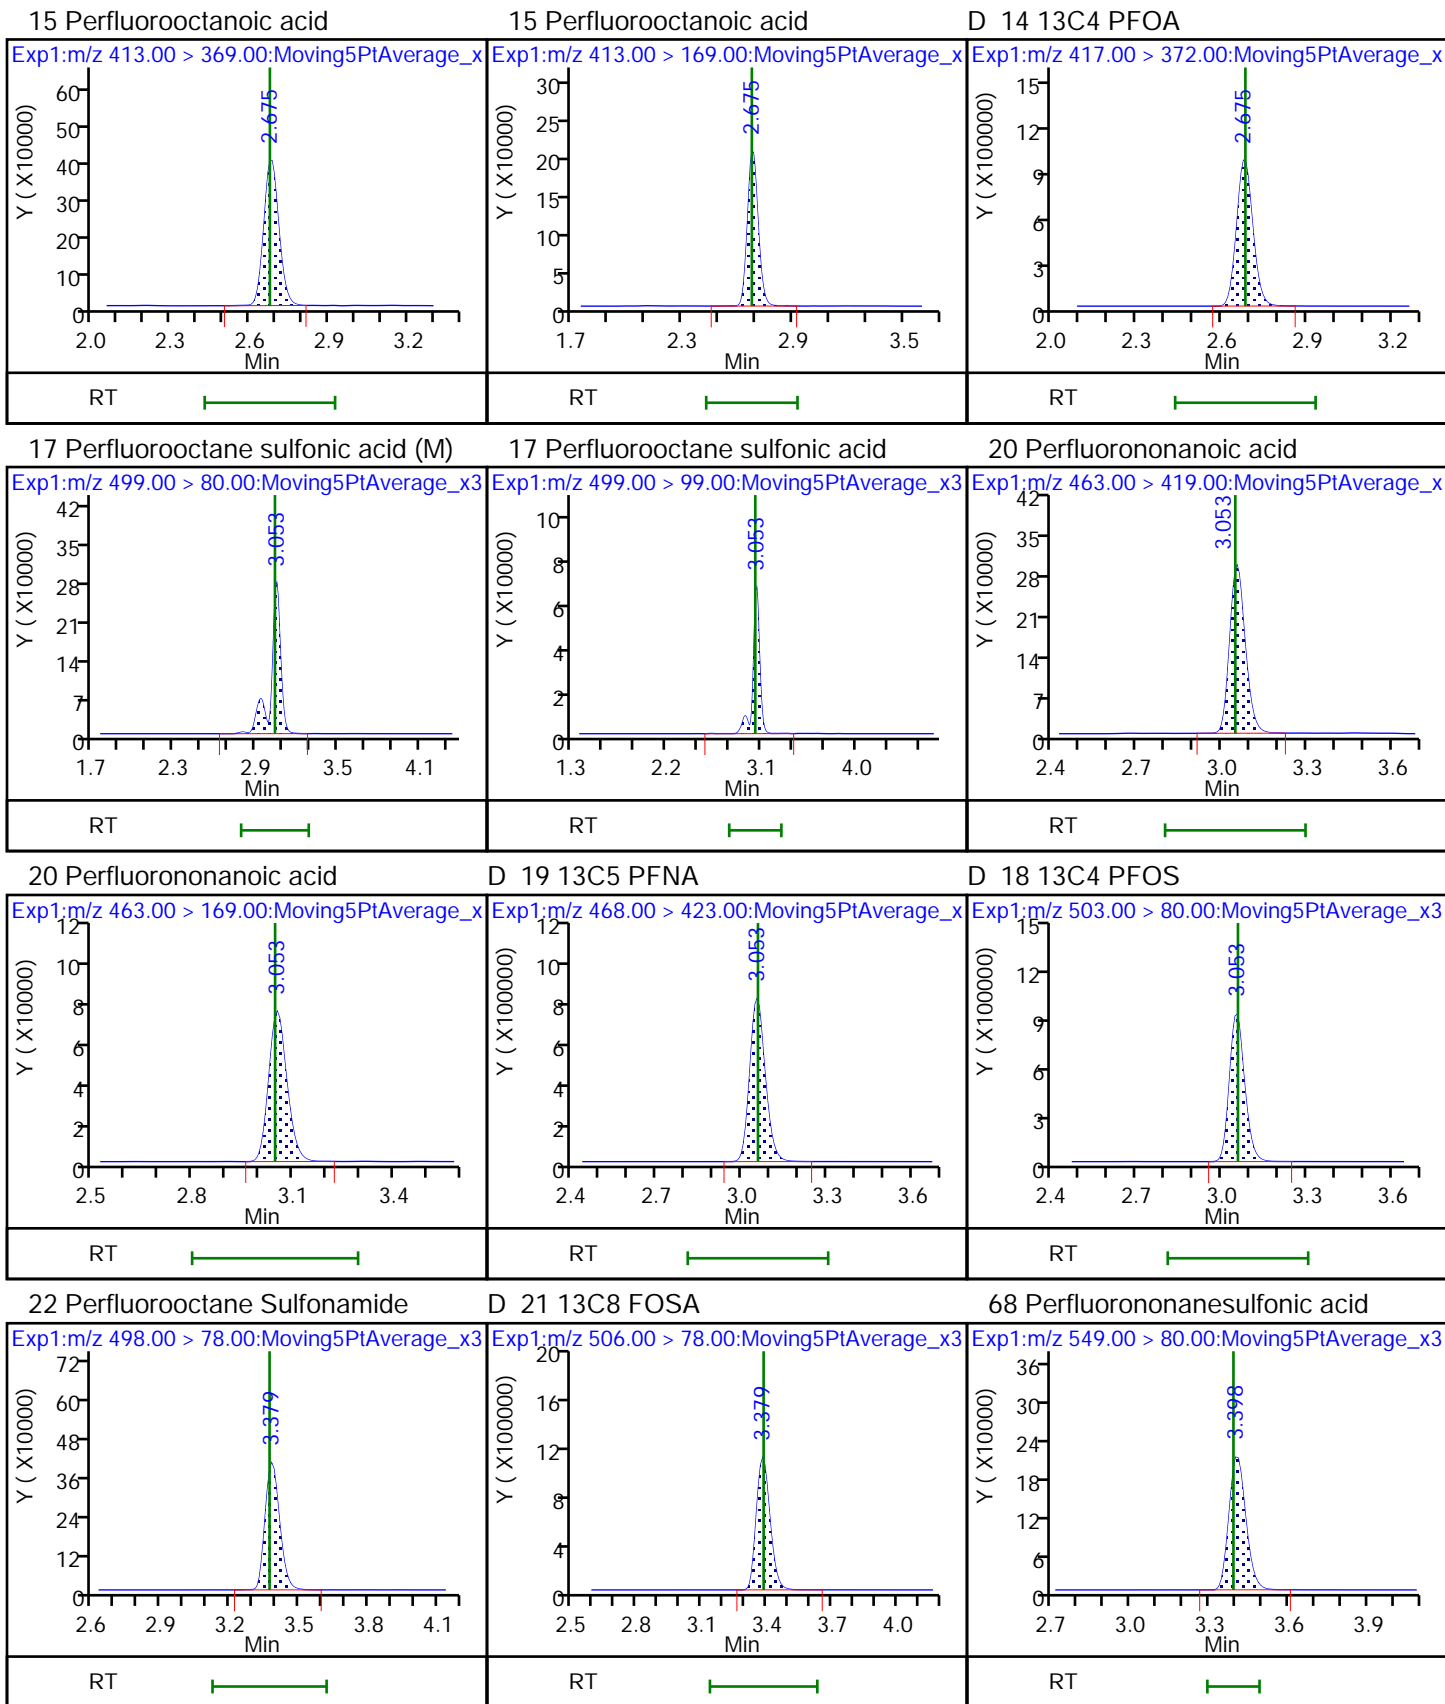 15 Perfluorooctanoic acid
Exp1:m/z 413.00 > 369.00:Moving5PtAverage_x
Y ( X10000)
60
50
40
30
20
10
0
2.675
2.0 2.3 2.6 2.9 3.2
Min
RT
15 Perfluorooctanoic acid
Exp1:m/z 413.00 > 169.00:Moving5PtAverage_x
Y ( X10000)
30
25
20
15
10
5
0
2.675
1.7 2.3 2.9 3.5
Min
RT
D 14 13C4 PFOA
Exp1:m/z 417.00 > 372.00:Moving5PtAverage_x
Y ( X100000)
15
12
9
6
3
0
2.675
2.0 2.3 2.6 2.9 3.2
Min
RT
17 Perfluorooctane sulfonic acid (M)
Exp1:m/z 499.00 > 80.00:Moving5PtAverage_x3
Y ( X10000)
42
35
28
21
14
7
0
3.053
1.7 2.3 2.9 3.5 4.1
Min
RT
17 Perfluorooctane sulfonic acid
Exp1:m/z 499.00 > 99.00:Moving5PtAverage_x3
Y ( X10000)
10
8
6
4
2
0
3.053
1.3 2.2 3.1 4.0
Min
RT
20 Perfluorononanoic acid
Exp1:m/z 463.00 > 419.00:Moving5PtAverage_x
Y ( X10000)
42
35
28
21
14
7
0
3.053
2.4 2.7 3.0 3.3 3.6
Min
RT
20 Perfluorononanoic acid
Exp1:m/z 463.00 > 169.00:Moving5PtAverage_x
Y ( X10000)
12
10
8
6
4
2
0
3.053
2.5 2.8 3.1 3.4
Min
RT
D 19 13C5 PFNA
Exp1:m/z 468.00 > 423.00:Moving5PtAverage_x
Y ( X100000)
12
10
8
6
4
2
0
3.053
2.4 2.7 3.0 3.3 3.6
Min
RT
D 18 13C4 PFOS
Exp1:m/z 503.00 > 80.00:Moving5PtAverage_x3
Y ( X100000)
15
12
9
6
3
0
3.053
2.4 2.7 3.0 3.3 3.6
Min
RT
22 Perfluorooctane Sulfonamide
Exp1:m/z 498.00 > 78.00:Moving5PtAverage_x3
Y ( X10000)
72
60
48
36
24
12
0
3.379
2.6 2.9 3.2 3.5 3.8 4.1
Min
RT
D 21 13C8 FOSA
Exp1:m/z 506.00 > 78.00:Moving5PtAverage_x3
Y ( X100000)
20
16
12
8
4
0
3.379
2.5 2.8 3.1 3.4 3.7 4.0
Min
RT
68 Perfluorononanesulfonic acid
Exp1:m/z 549.00 > 80.00:Moving5PtAverage_x3
Y ( X10000)
36
30
24
18
12
6
0
3.398
2.7 3.0 3.3 3.6 3.9
Min
RT